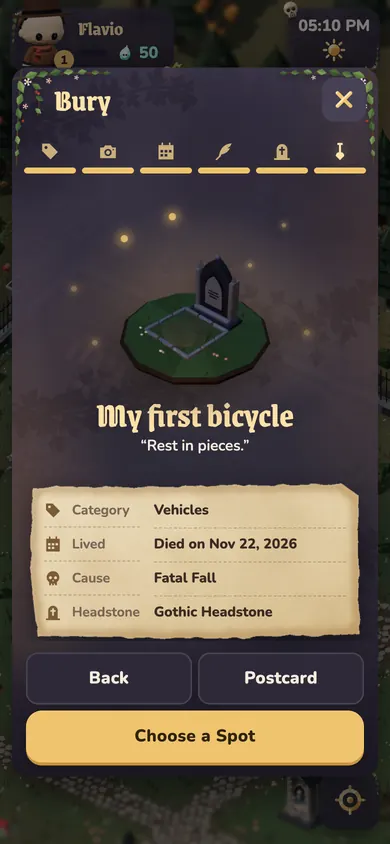 Flavio
05:10 PM
1
50
Bury
My first bicycle
“Rest in pieces.”
Category Vehicles
Lived Died on Nov 22, 2026
Cause Fatal Fall
Headstone Gothic Headstone
Back Postcard
Choose a Spot